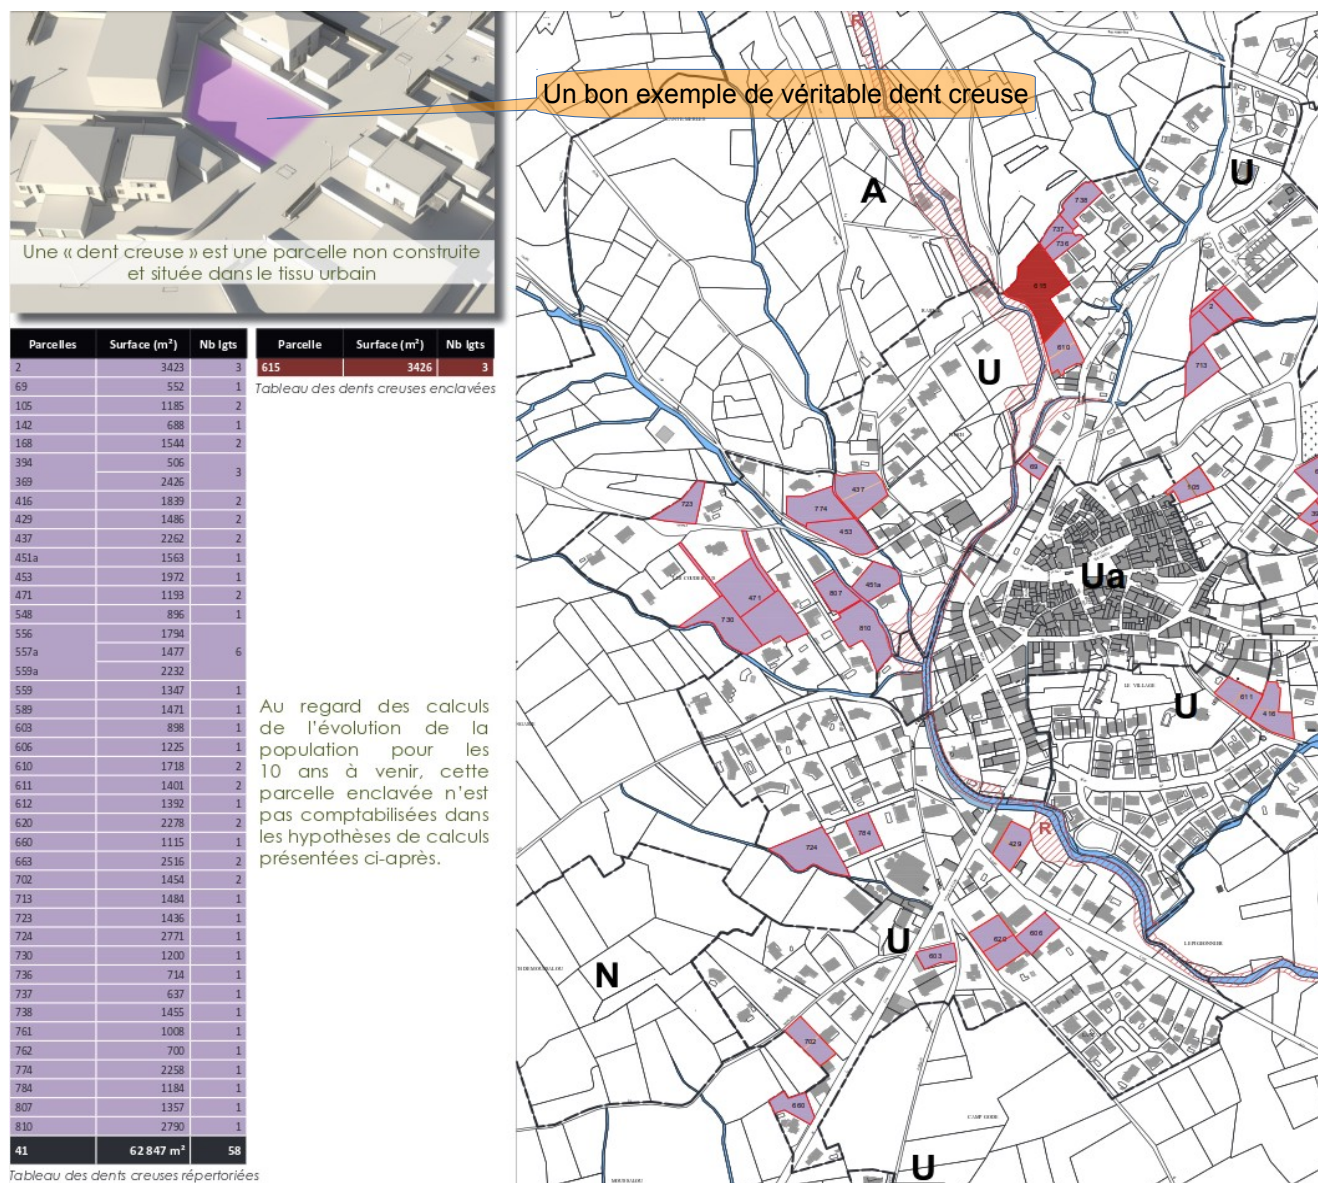 Un bon exemple de véritable dent creuse
Une « dent creuse » est une parcelle non construite
et située dans le tissu urbain
Parcelles Surface (m²) Nb lgts
2 3423 3
69 552 1
105 1185 2
142 688 1
168 1544 2
394 506 3
369 2426
416 1839 2
429 1486 2
437 2262 2
451a 1563 1
453 1972 1
471 1193 2
548 896 1
556 1794 6
557a 1477
559a 2232
559 1347 1
589 1471 1
603 898 1
606 1225 1
610 1718 2
611 1401 2
612 1392 1
620 2278 2
660 1115 1
663 2516 2
702 1454 2
713 1484 1
723 1436 1
724 2771 1
730 1200 1
736 714 1
737 637 1
738 1455 1
761 1008 1
762 700 1
774 2258 1
784 1184 1
807 1357 1
810 2790 1
41 62 847 m² 58
Tableau des dents creuses répertoriées
Parcelle Surface (m²) Nb lgts
615 3426 3
Tableau des dents creuses enclavées
Au regard des calculs
de l'évolution de la
population pour les
10 ans à venir, cette
parcelle enclavée n'est
pas comptabilisées dans
les hypothèses de calculs
présentées ci-après.
R
A
U
738
737
736
615
2
610
713
U
69
437
723
774
453
105
Ua
471
807
451a
730
810
LE VILLAGE
611
416
U
784
724
R
429
620
606
LE PIGEONNIER
U
603
N
702
660
CAMP
U